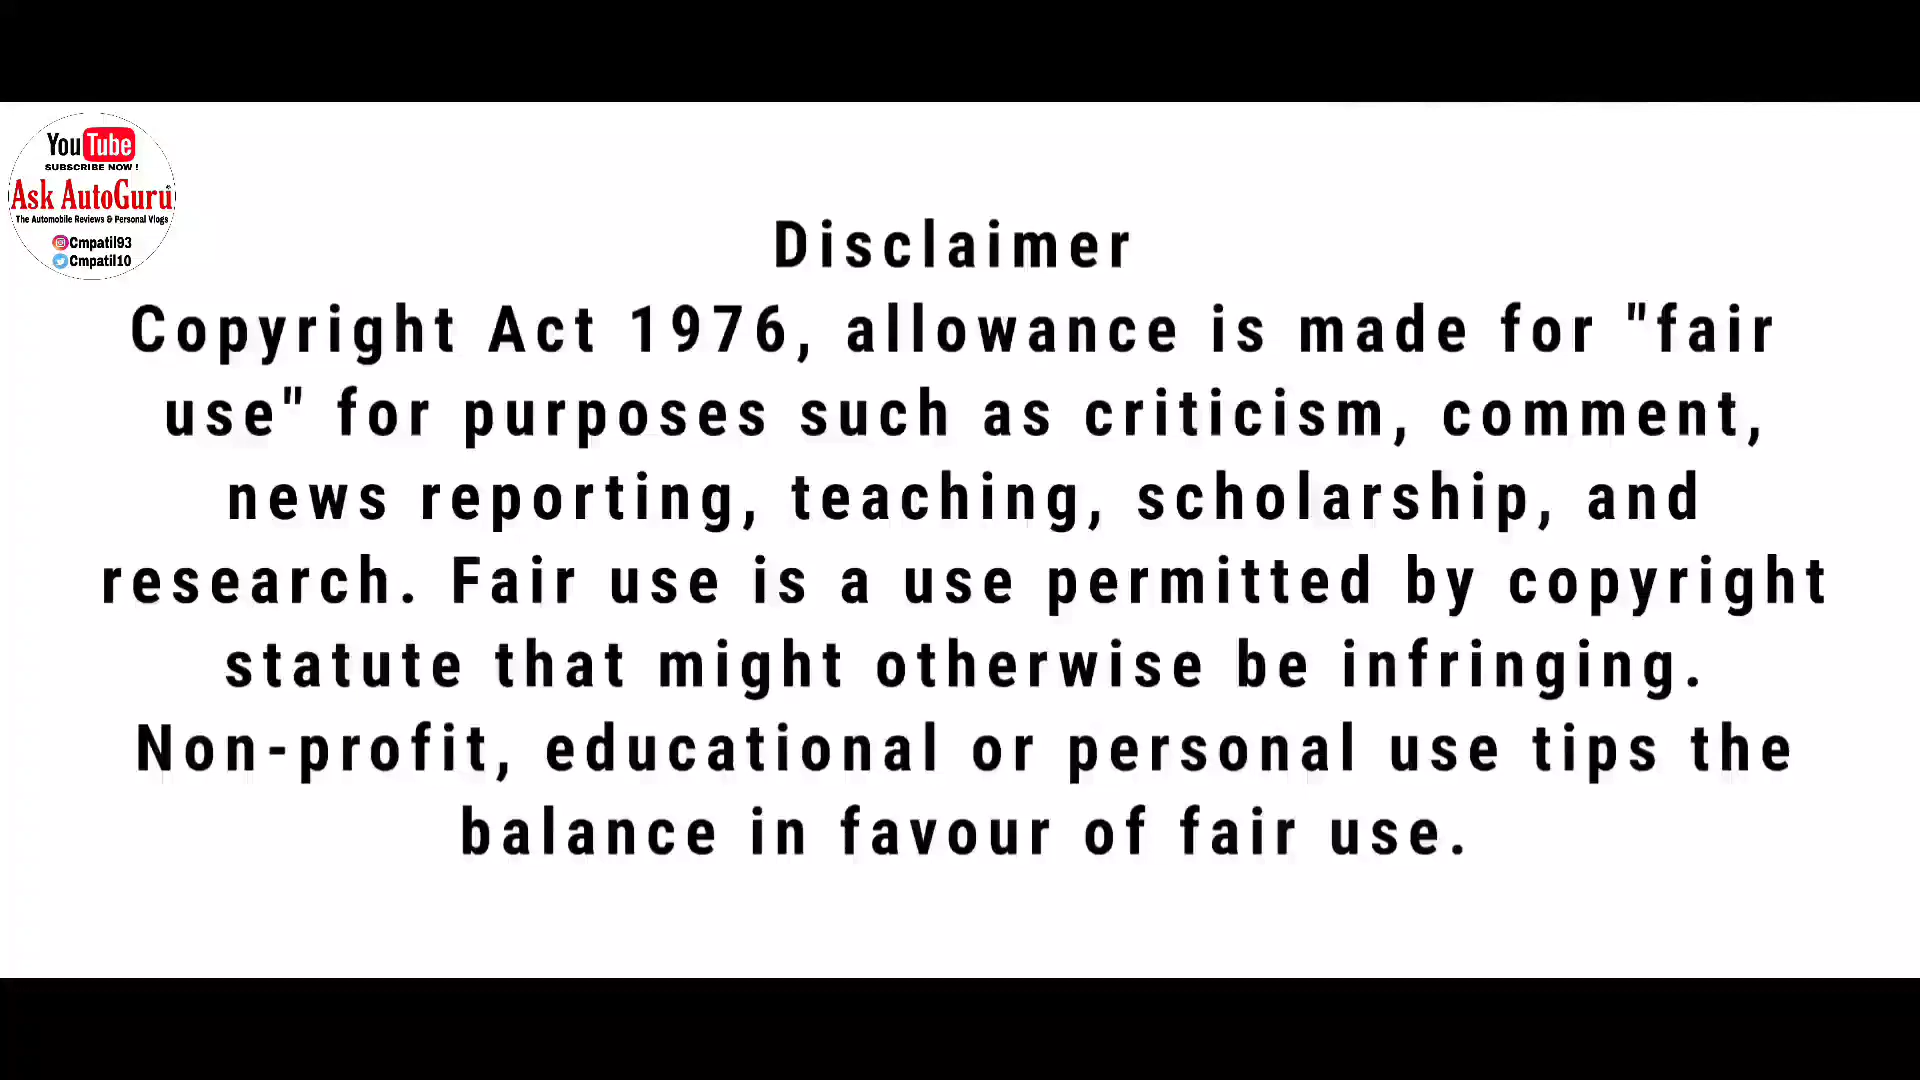 YouTube
SUBSCRIBE NOW !
Ask AutoGuru
The Automobile Reviews & Personal Vlogs
Cmpatil93
Cmpatil10
Disclaimer
Copyright Act 1976, allowance is made for "fair
use" for purposes such as criticism, comment,
news reporting, teaching, scholarship, and
research. Fair use is a use permitted by copyright
statute that might otherwise be infringing.
Non-profit, educational or personal use tips the
balance in favour of fair use.